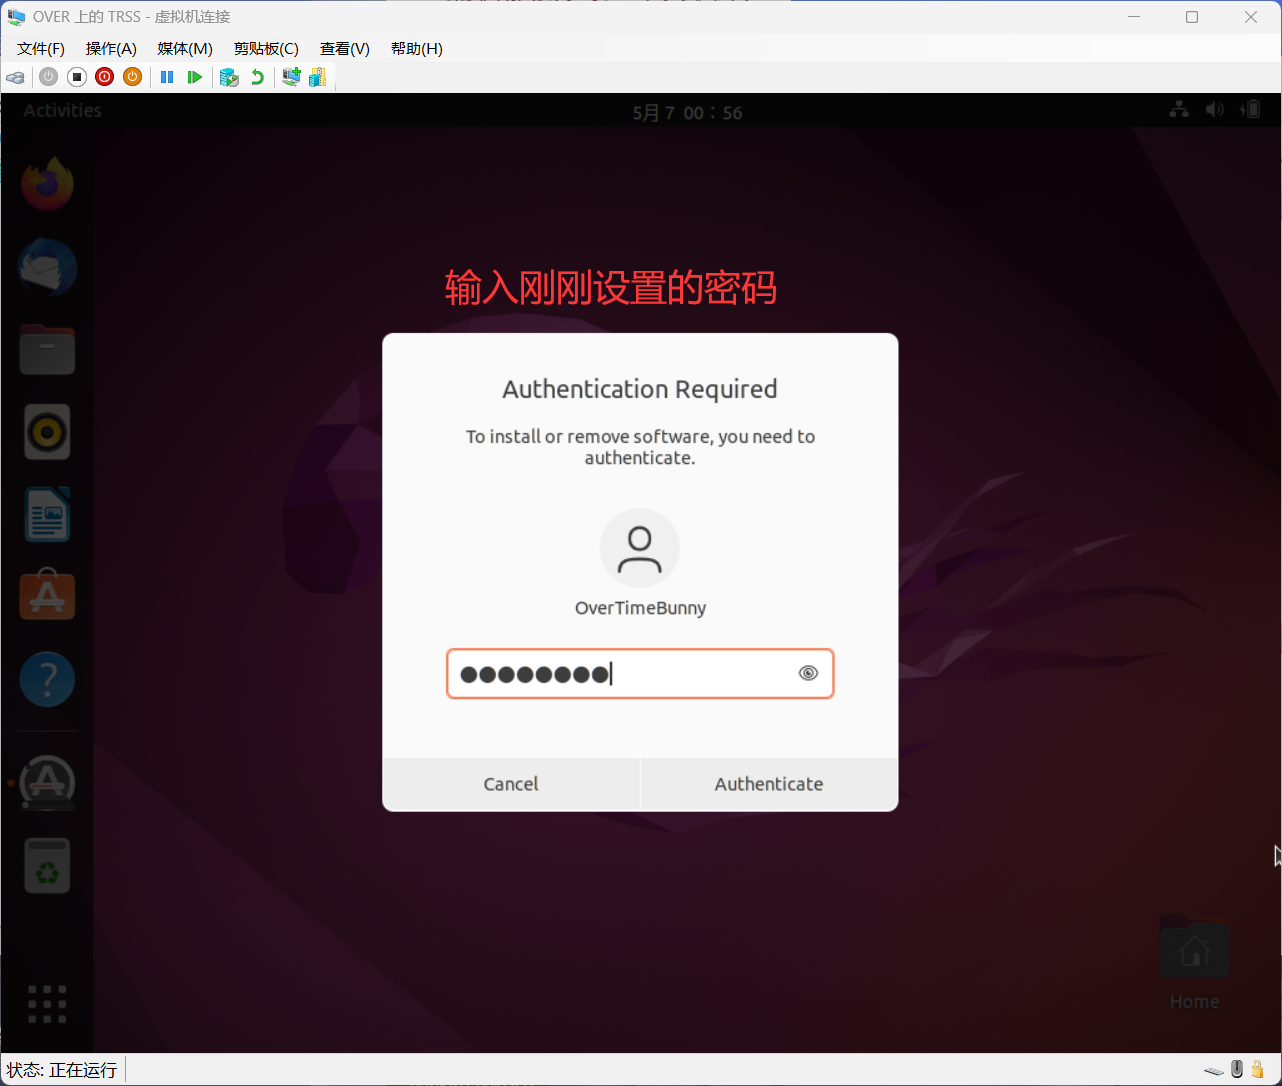 OVER 上的 TRSS - 虚拟机连接
文件(F) 操作(A) 媒体(M) 剪贴板(C) 查看(V) 帮助(H)
Activities
5月 7 00：56
输入刚刚设置的密码
Authentication Required
To install or remove software, you need to
authenticate.
OverTimeBunny
Cancel
Authenticate
Home
状态: 正在运行